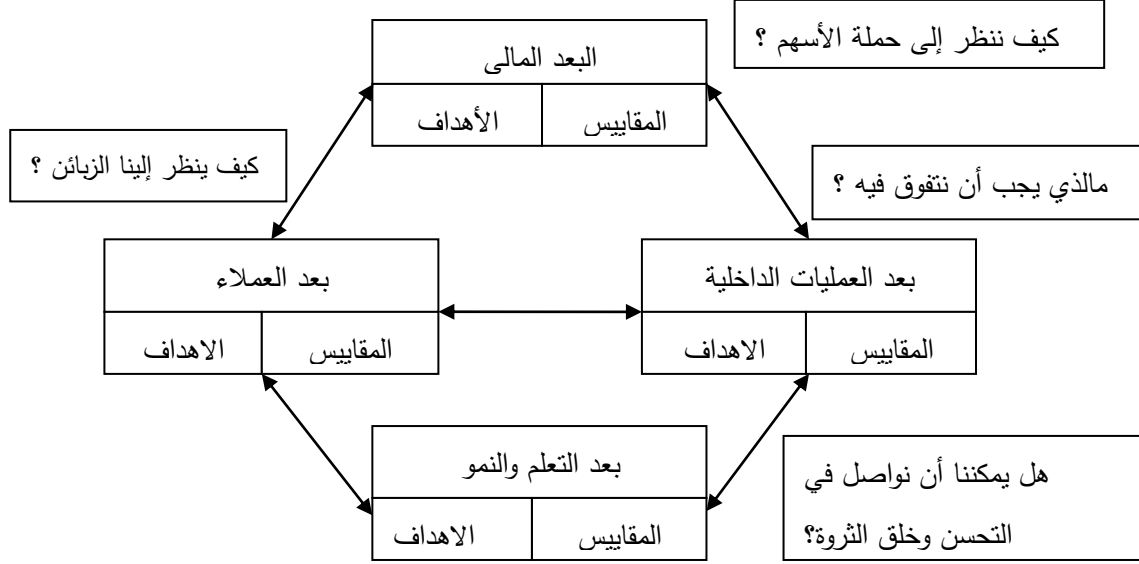 كيف ننظر إلى حملة الأسهم ؟
البعد المالى
المقاييس
الأهداف
كيف ينظر إلينا الزبائن ؟
مالذي يجب أن نتفوق فيه ؟
بعد العمليات الداخلية
المقاييس
الاهداف
بعد العملاء
المقاييس
الاهداف
بعد التعلم والنمو
المقاييس
الاهداف
هل يمكننا أن نواصل في
التحسن وخلق الثروة؟